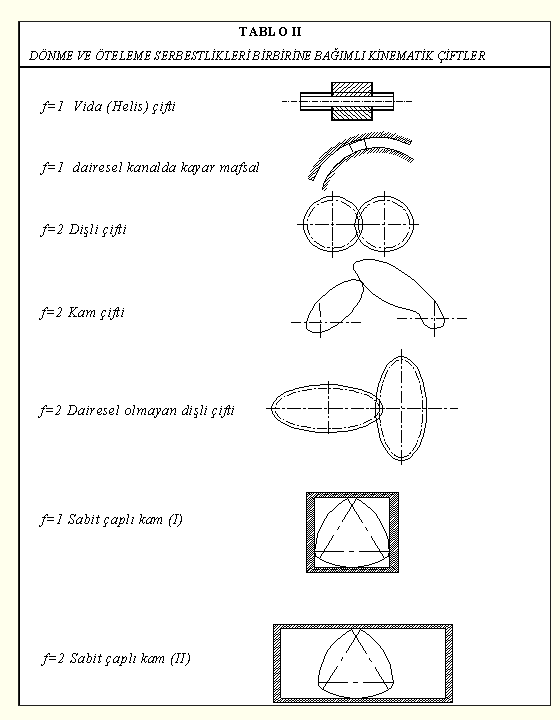 TABLO II
DÖNME VE ÖTELEME SERBESTLİKLERİ BİRBİRİNE BAĞIMLI KİNEMATİK ÇİFTLER
f=1 Vida (Helis) çifti
f=1 dairesel kanalda kayar mafsal
f=2 Dişli çifti
f=2 Kam çifti
f=2 Dairesel olmayan dişli çifti
f=1 Sabit çaplı kam (I)
f=2 Sabit çaplı kam (II)